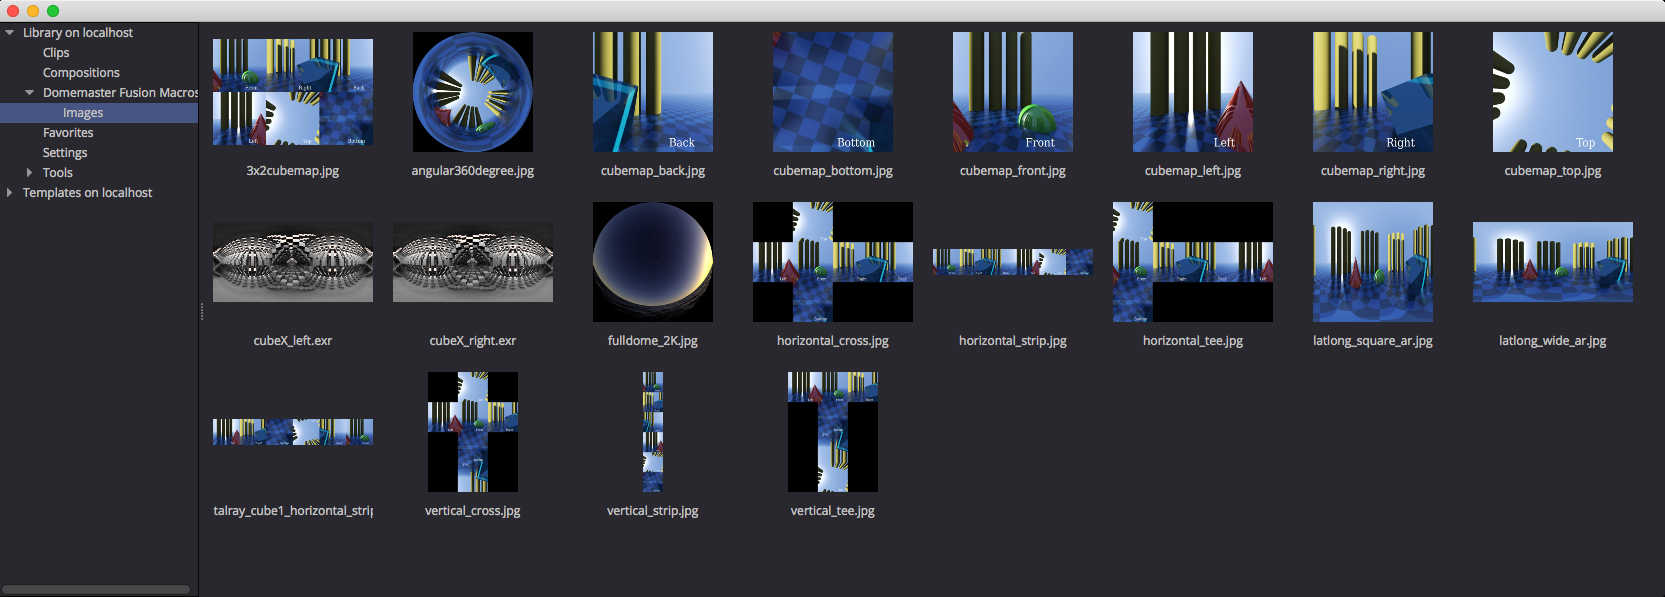 Library on localhost
Clips
Compositions
Domemaster Fusion Macros
Images
Favorites
Settings
Tools
Templates on localhost
Front Right Back
Left Top Bottom
3x2cubemap.jpg
angular360degree.jpg
Back
cubemap_back.jpg
Bottom
cubemap_bottom.jpg
Front
cubemap_front.jpg
Left
cubemap_left.jpg
Right
cubemap_right.jpg
Top
cubemap_top.jpg
cubeX_left.exr
cubeX_right.exr
fulldome_2K.jpg
horizontal_cross.jpg
horizontal_strip.jpg
horizontal_tee.jpg
latlong_square_ar.jpg
latlong_wide_ar.jpg
talray_cube1_horizontal_strip
vertical_cross.jpg
vertical_strip.jpg
vertical_tee.jpg